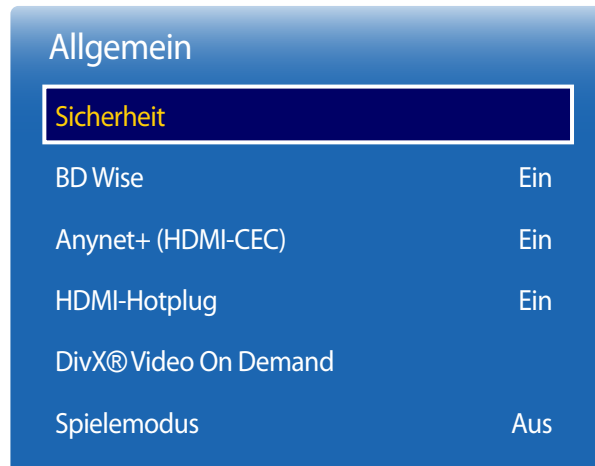 Allgemein
Sicherheit
BD Wise Ein
Anynet+ (HDMI-CEC) Ein
HDMI-Hotplug Ein
DivX® Video On Demand
Spielemodus Aus